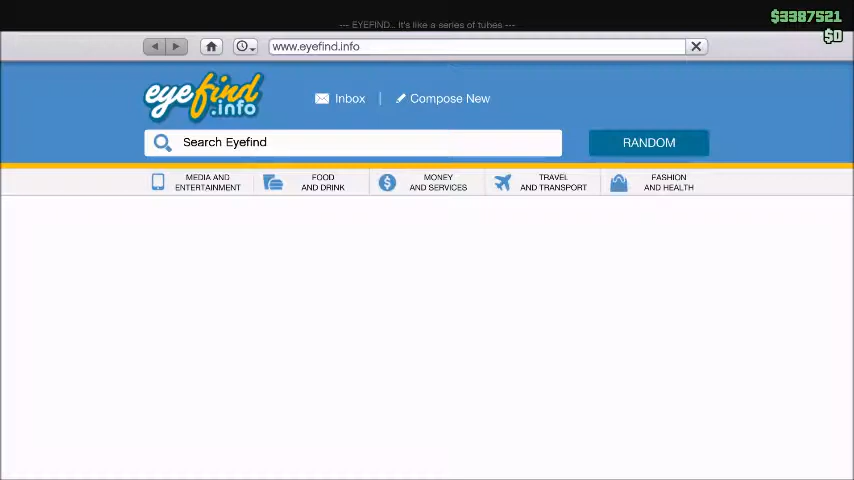 --- EYEFIND.. It's like a series of tubes ---
$3387521
$0
www.eyefind.info
eyefind
.info
Inbox | Compose New
Search Eyefind
RANDOM
MEDIA AND
ENTERTAINMENT
FOOD
AND DRINK
MONEY
AND SERVICES
TRAVEL
AND TRANSPORT
FASHION
AND HEALTH